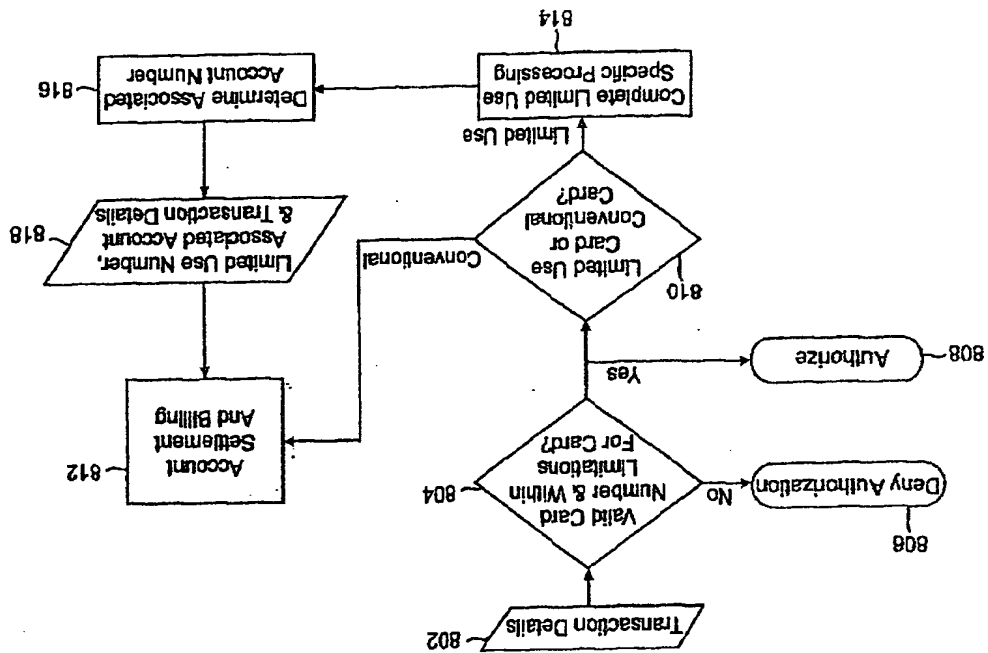 802
Transaction Details
806
Deny Authorization
No
Valid Card
Number & Within
Limitations
For Card?
804
Account
Settlement
And Billing
812
808
Authorize
Yes
810
Limited Use
Card or
Conventional
Card?
Conventional
Limited Use Number,
Associated Account
& Transaction Details
818
Limited Use
Complete Limited Use
Specific Processing
814
Determine Associated
Account Number
816